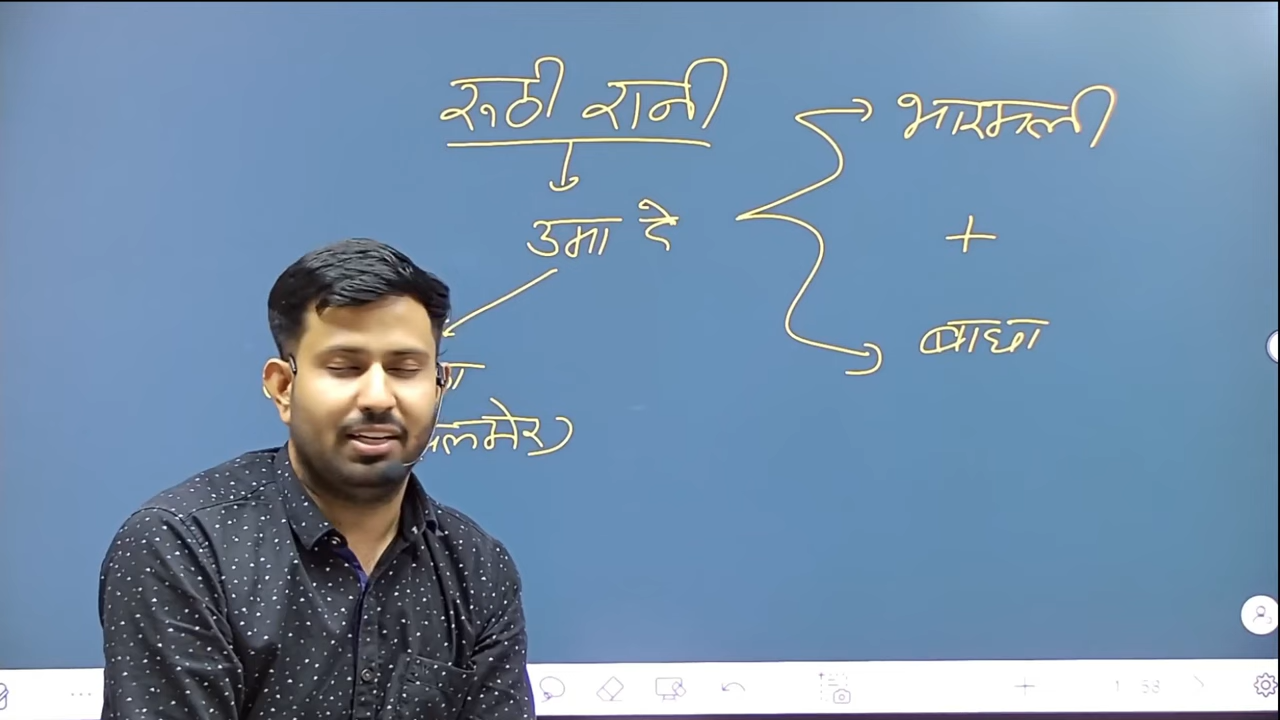 रूठी रानी
भारमली
उमा दे
+
बाघा